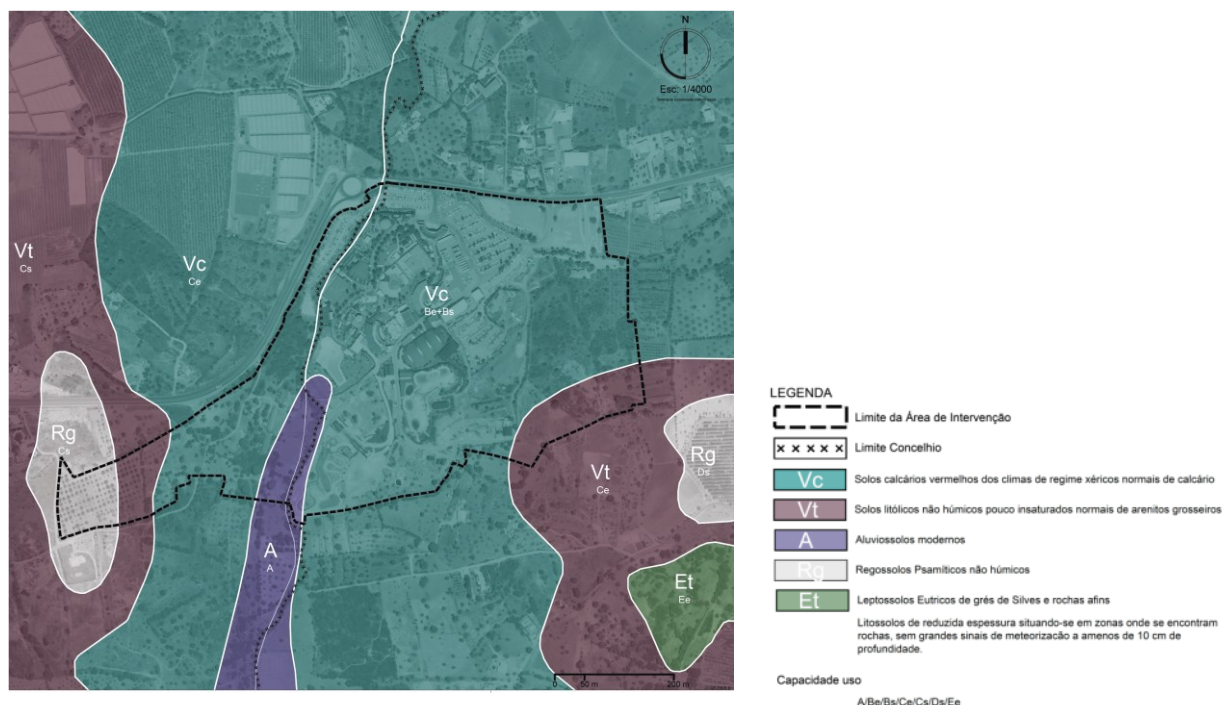 N
Esc: 1/4000
Vt
Cs
Vc
Ce
Vc
Be+Bs
Rg
Cs
Vt
Ce
Rg
Ds
A
A
Et
Ee
0 50 m 200 m
LEGENDA
Limite da Área de Intervenção
Limite Concelhio
Vc Solos calcários vermelhos dos climas de regime xéricos normais de calcário
Vt Solos litólicos não húmicos pouco insaturados normais de arenitos grosseiros
A Aluviossolos modernos
Rg Regossolos Psamíticos não húmicos
Et Leptossolos Eutricos de grés de Silves e rochas afins
Litossolos de reduzida espessura situando-se em zonas onde se encontram
rochas, sem grandes sinais de meteorizacão a amenos de 10 cm de
profundidade.
Capacidade uso
A/Be/Bs/Ce/Cs/Ds/Ee